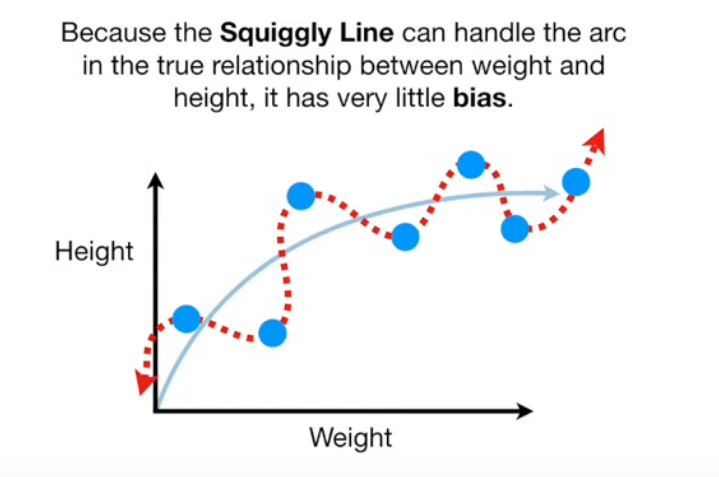 Because the Squiggly Line can handle the arc
in the true relationship between weight and
height, it has very little bias.
Height
Weight